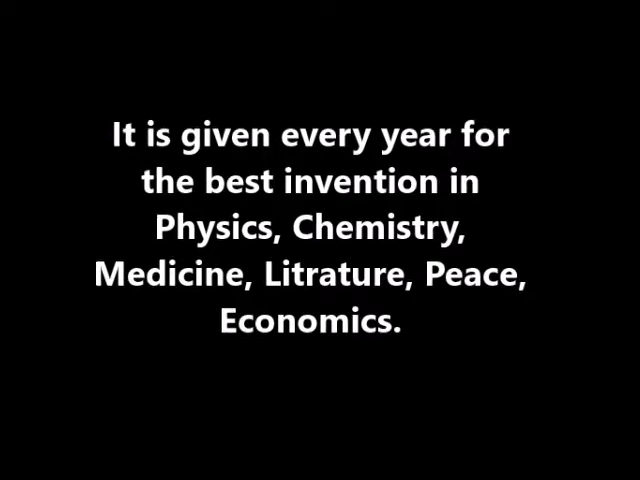 It is given every year for
the best invention in
Physics, Chemistry,
Medicine, Litrature, Peace,
Economics.